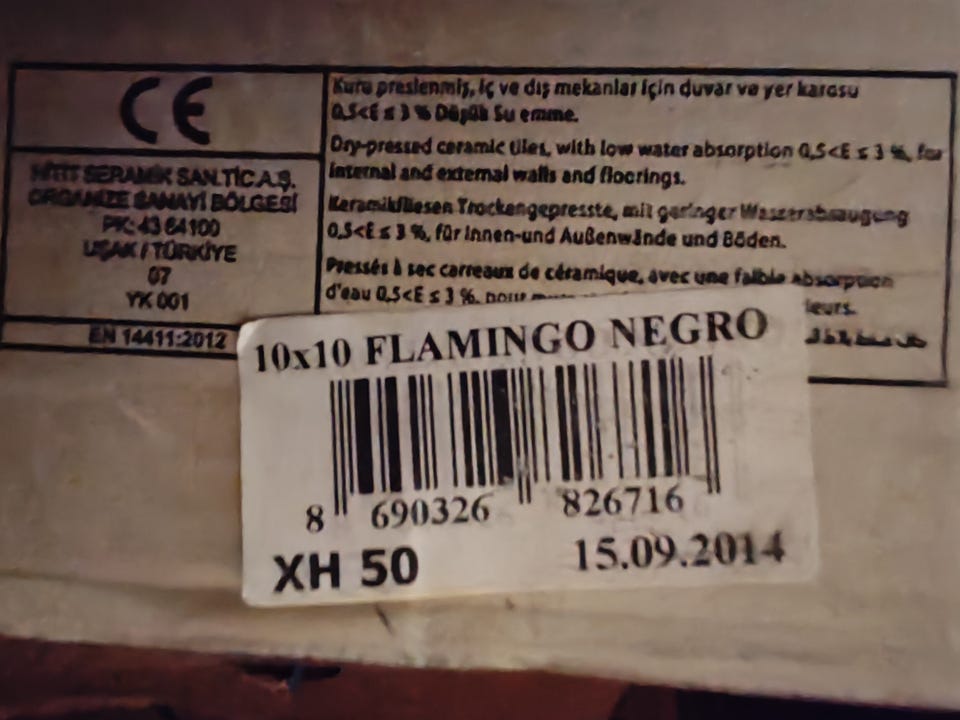 CE
HİTİT SERAMİK SAN.TİC.A.Ş.
ORGANİZE SANAYİ BÖLGESİ
PK: 43 64100
UŞAK / TÜRKİYE
07
YK 001
EN 14411:2012
Kuru preslenmiş, iç ve dış mekanlar için duvar ve yer karosu
0,5<E ≤ 3 % Düşük Su emme.
Dry-pressed ceramic tiles, with low water absorption 0,5<E ≤ 3 %, for
internal and external walls and floorings.
Keramikfliesen Trockengepresste, mit geringer Wasserabsaugung
0,5<E ≤ 3 %, für Innen-und Außenwände und Böden.
Pressés à sec carreaux de céramique, avec une faible absorption
d'eau 0,5<E ≤ 3 %, pour
leurs.
10x10 FLAMINGO NEGRO
8 690326 826716
XH 50 15.09.2014